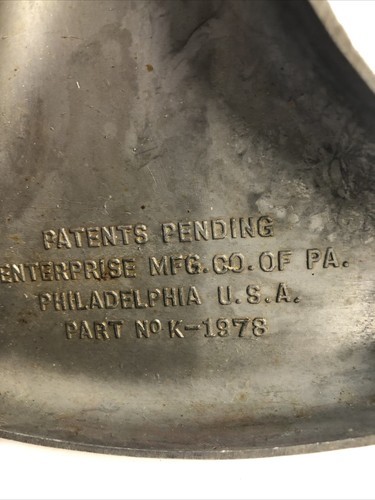 PATENTS PENDING
ENTERPRISE MFG.CO.OF PA.
PHILADELPHIA U.S.A.
PART No K-1978